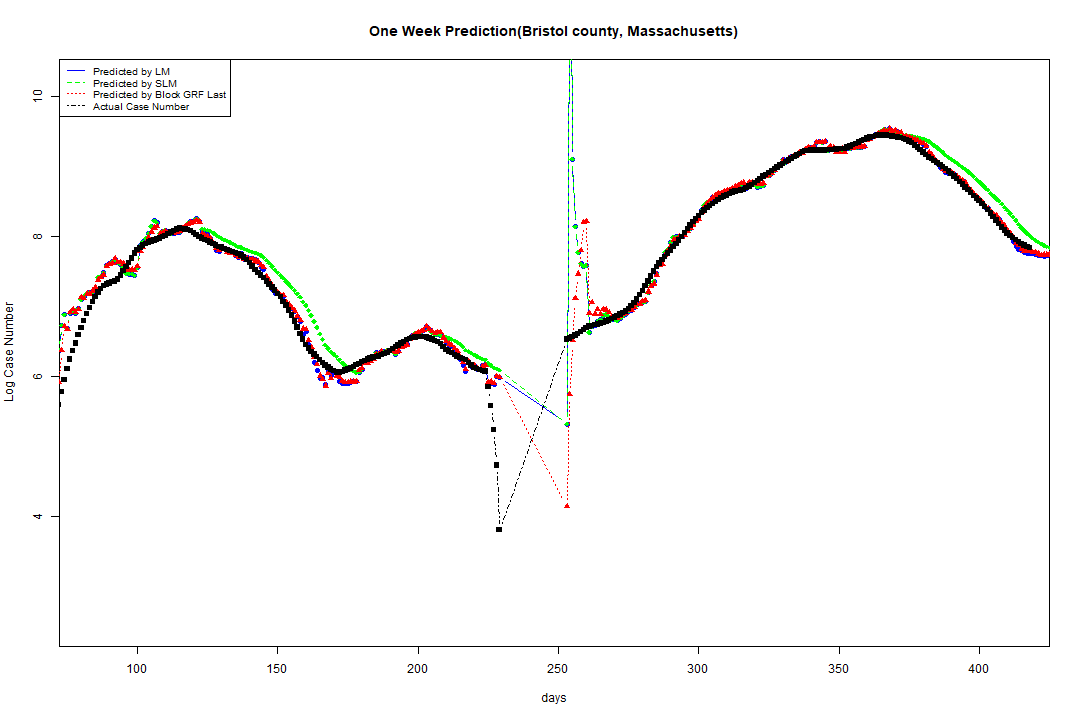 One Week Prediction(Bristol county, Massachusetts)
Predicted by LM
Predicted by SLM
Predicted by Block GRF Last
Actual Case Number
10
8
6
4
Log Case Number
100 150 200 250 300 350 400
days